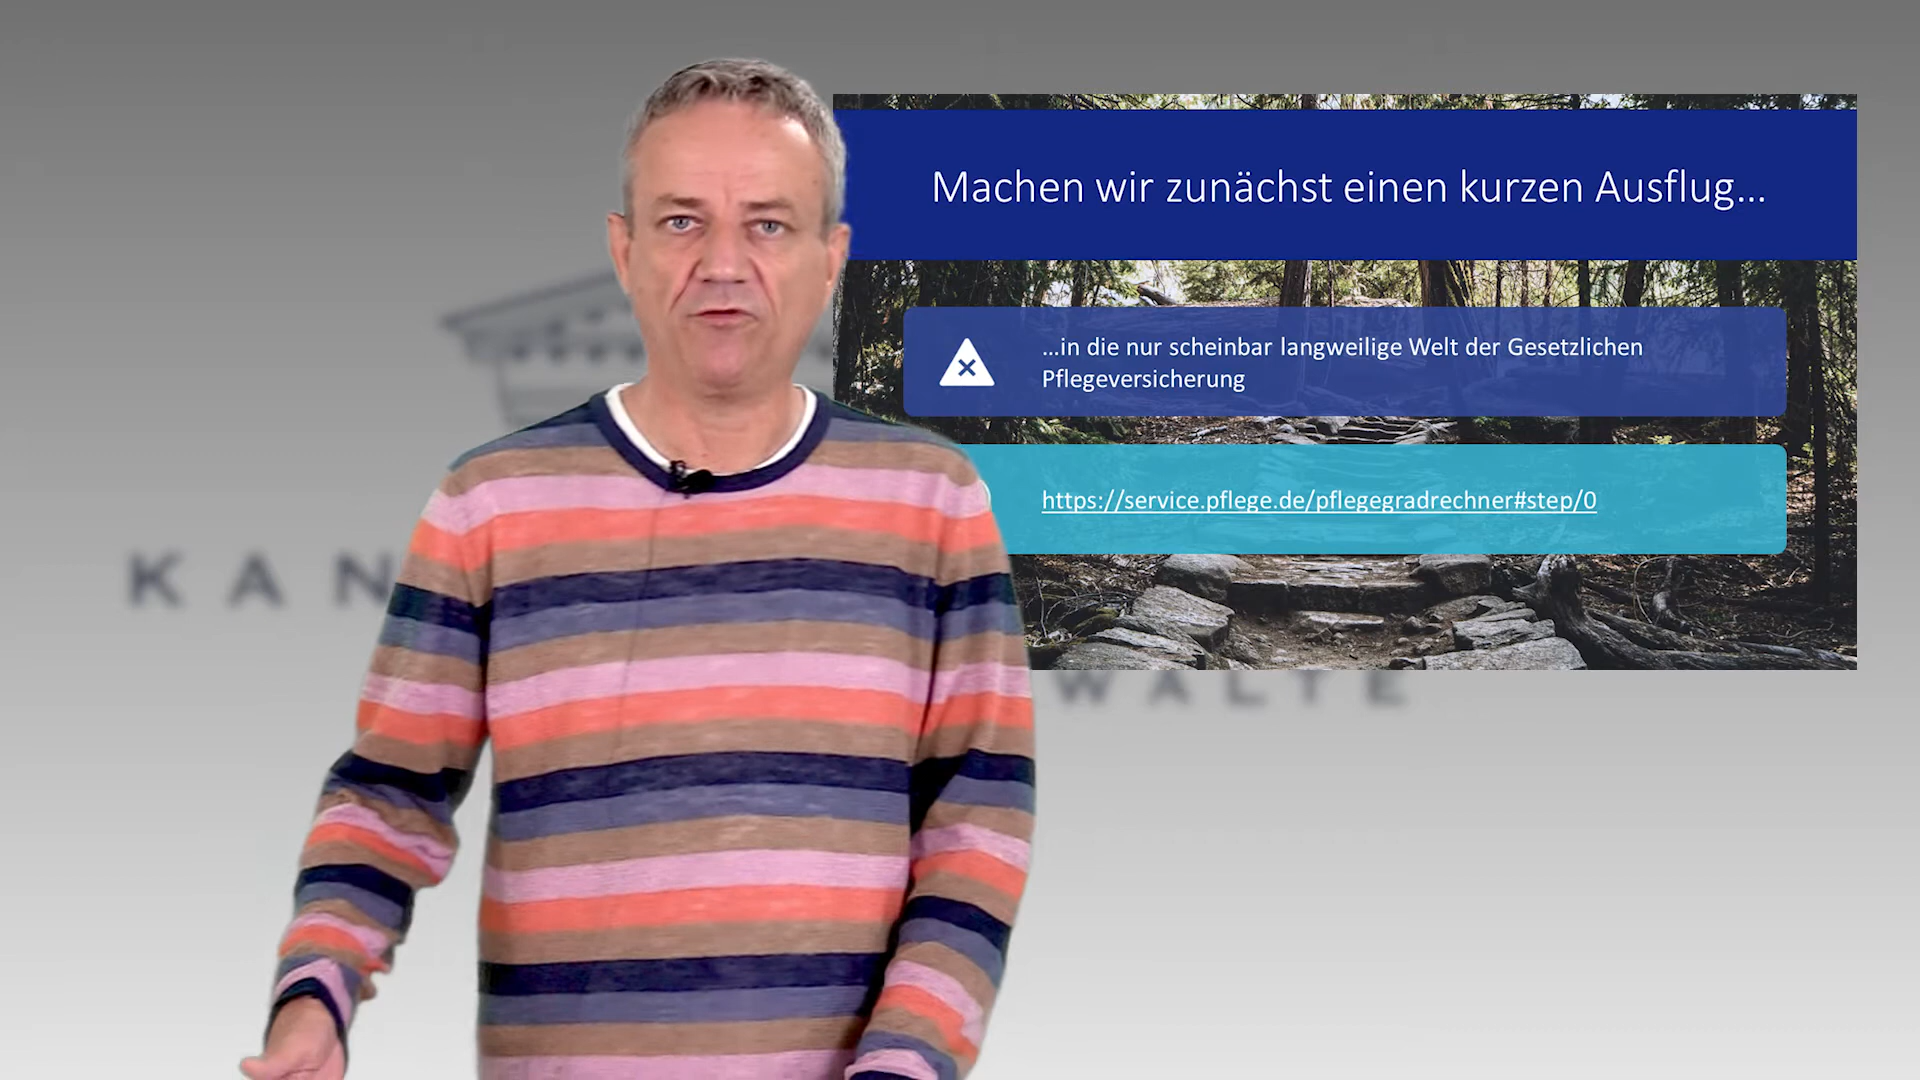 Machen wir zunächst einen kurzen Ausflug...
...in die nur scheinbar langweilige Welt der Gesetzlichen
Pflegeversicherung
https://service.pflege.de/pflegegradrechner#step/0